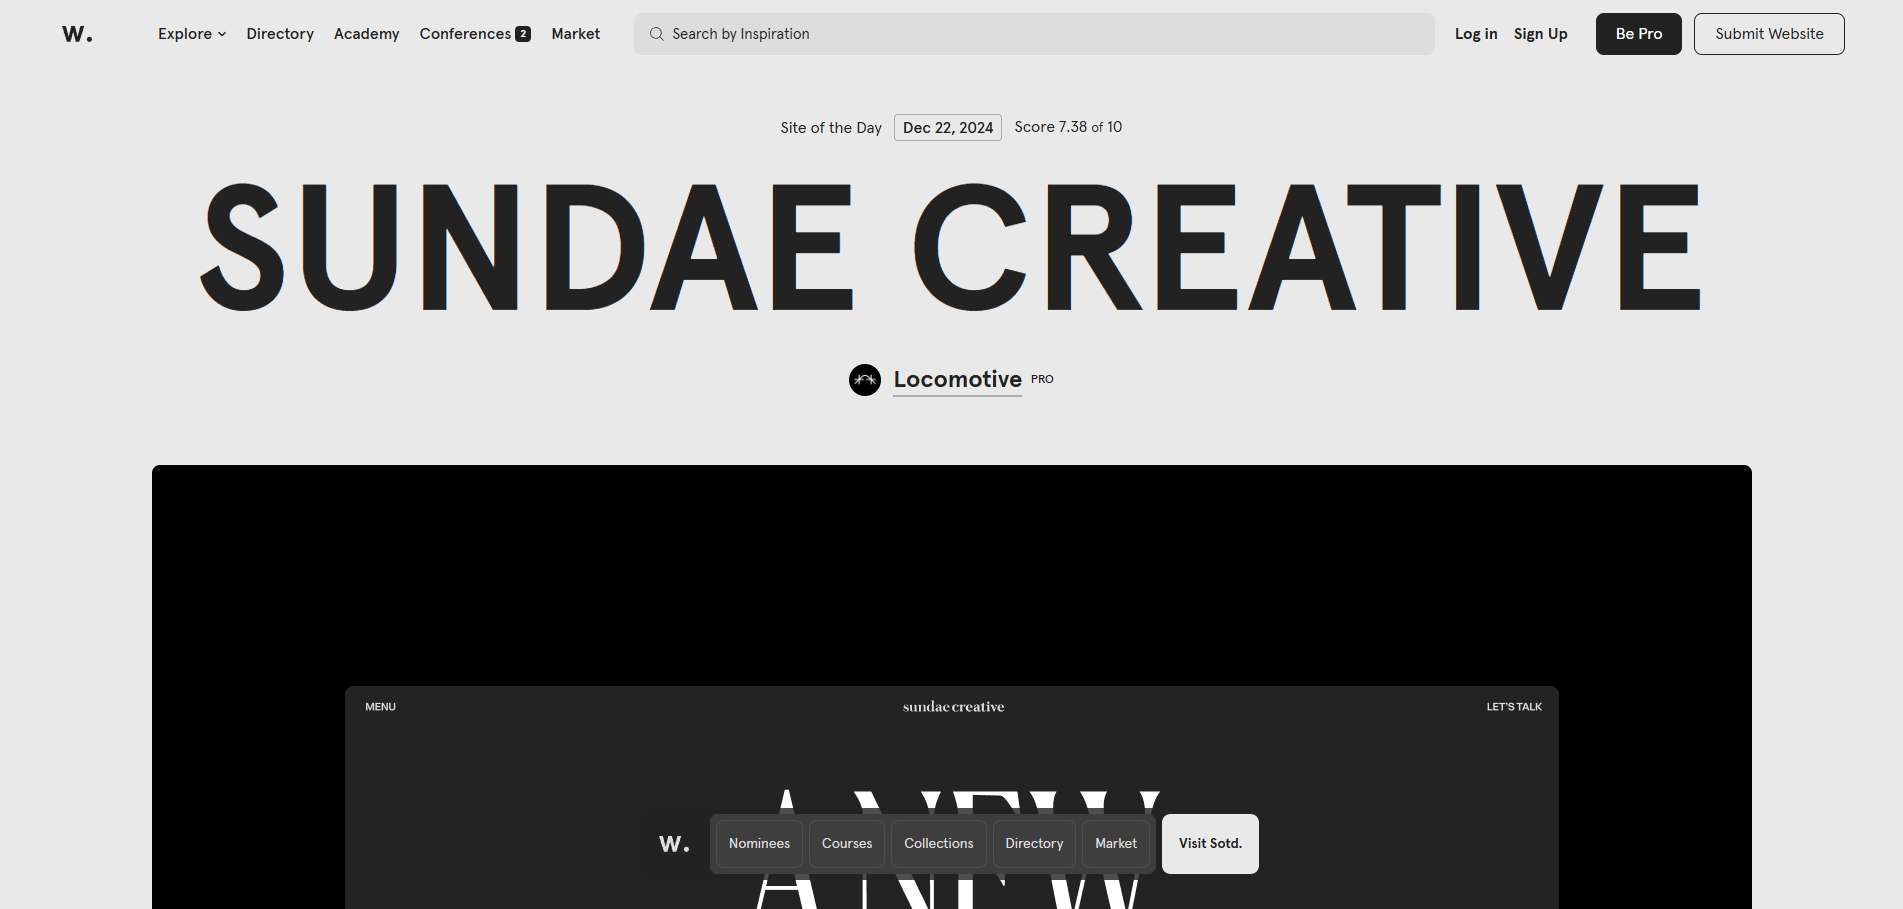 W.
Explore
Directory
Academy
Conferences 2
Market
Search by Inspiration
Log in
Sign Up
Be Pro
Submit Website
Site of the Day Dec 22, 2024 Score 7.38 of 10
SUNDAE CREATIVE
Locomotive PRO
MENU
sundae creative
LET'S TALK
A NEW
W.
Nominees
Courses
Collections
Directory
Market
Visit Sotd.